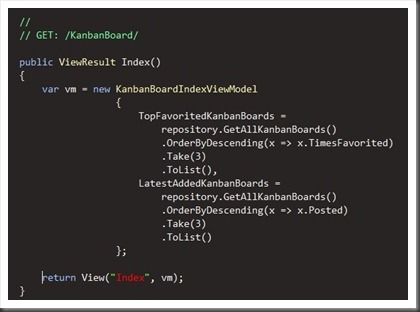 //
// GET: /KanbanBoard/
public ViewResult Index()
{
var vm = new KanbanBoardIndexViewModel
{
TopFavoritedKanbanBoards =
repository.GetAllKanbanBoards()
.OrderByDescending(x => x.TimesFavorited)
.Take(3)
.ToList(),
LatestAddedKanbanBoards =
repository.GetAllKanbanBoards()
.OrderByDescending(x => x.Posted)
.Take(3)
.ToList()
};
return View("Index", vm);
}